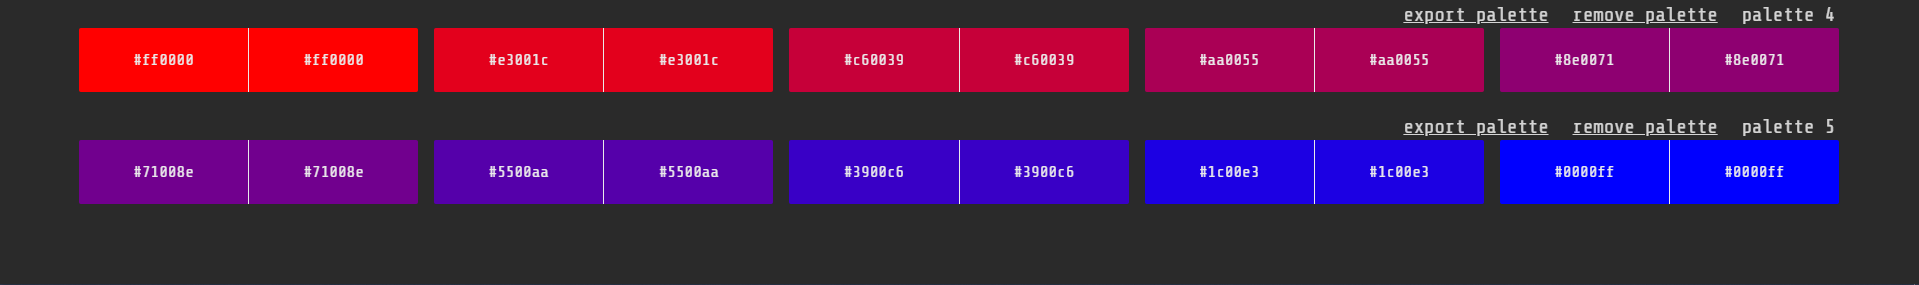 export palette remove palette palette 4
#ff0000 #ff0000 #e3001c #e3001c #c60039 #c60039 #aa0055 #aa0055 #8e0071 #8e0071
export palette remove palette palette 5
#71008e #71008e #5500aa #5500aa #3900c6 #3900c6 #1c00e3 #1c00e3 #0000ff #0000ff